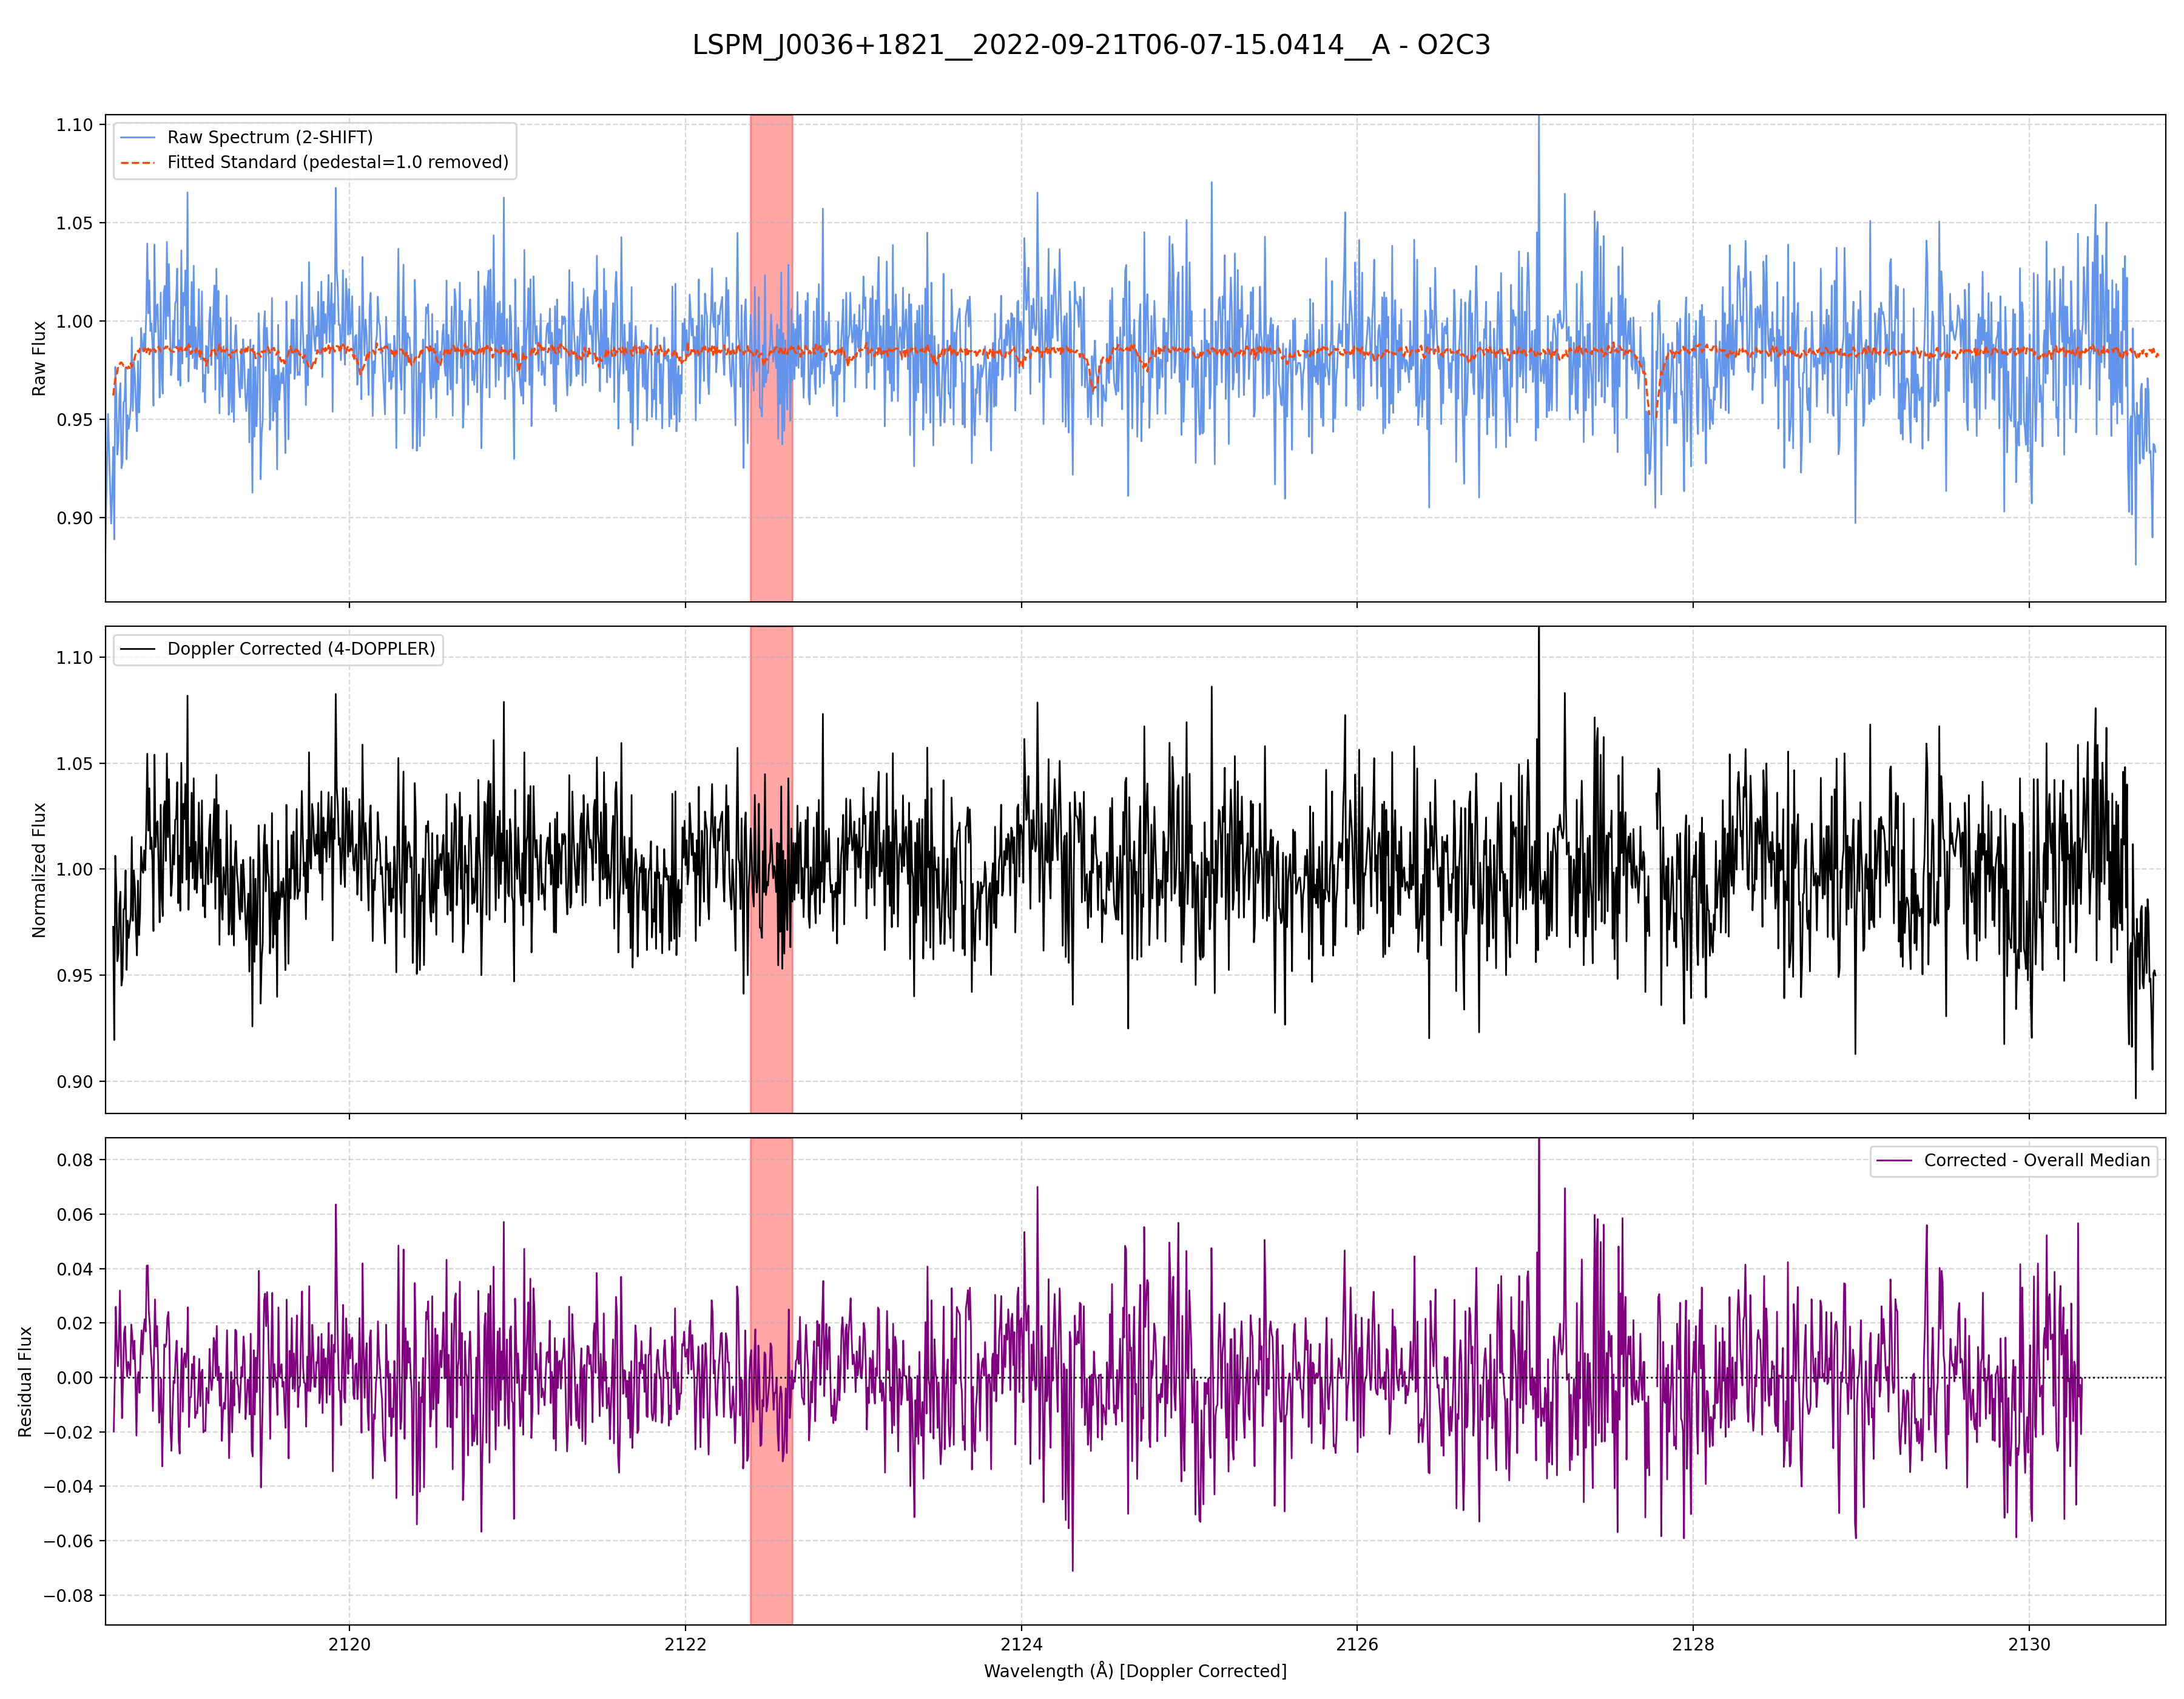 LSPM_J0036+1821__2022-09-21T06-07-15.0414__A - O2C3
Raw Spectrum (2-SHIFT)
Fitted Standard (pedestal=1.0 removed)
Raw Flux
1.10
1.05
1.00
0.95
0.90
Doppler Corrected (4-DOPPLER)
Normalized Flux
1.10
1.05
1.00
0.95
0.90
Corrected - Overall Median
Residual Flux
0.08
0.06
0.04
0.02
0.00
−0.02
−0.04
−0.06
−0.08
2120
2122
2124
2126
2128
2130
Wavelength (Å) [Doppler Corrected]